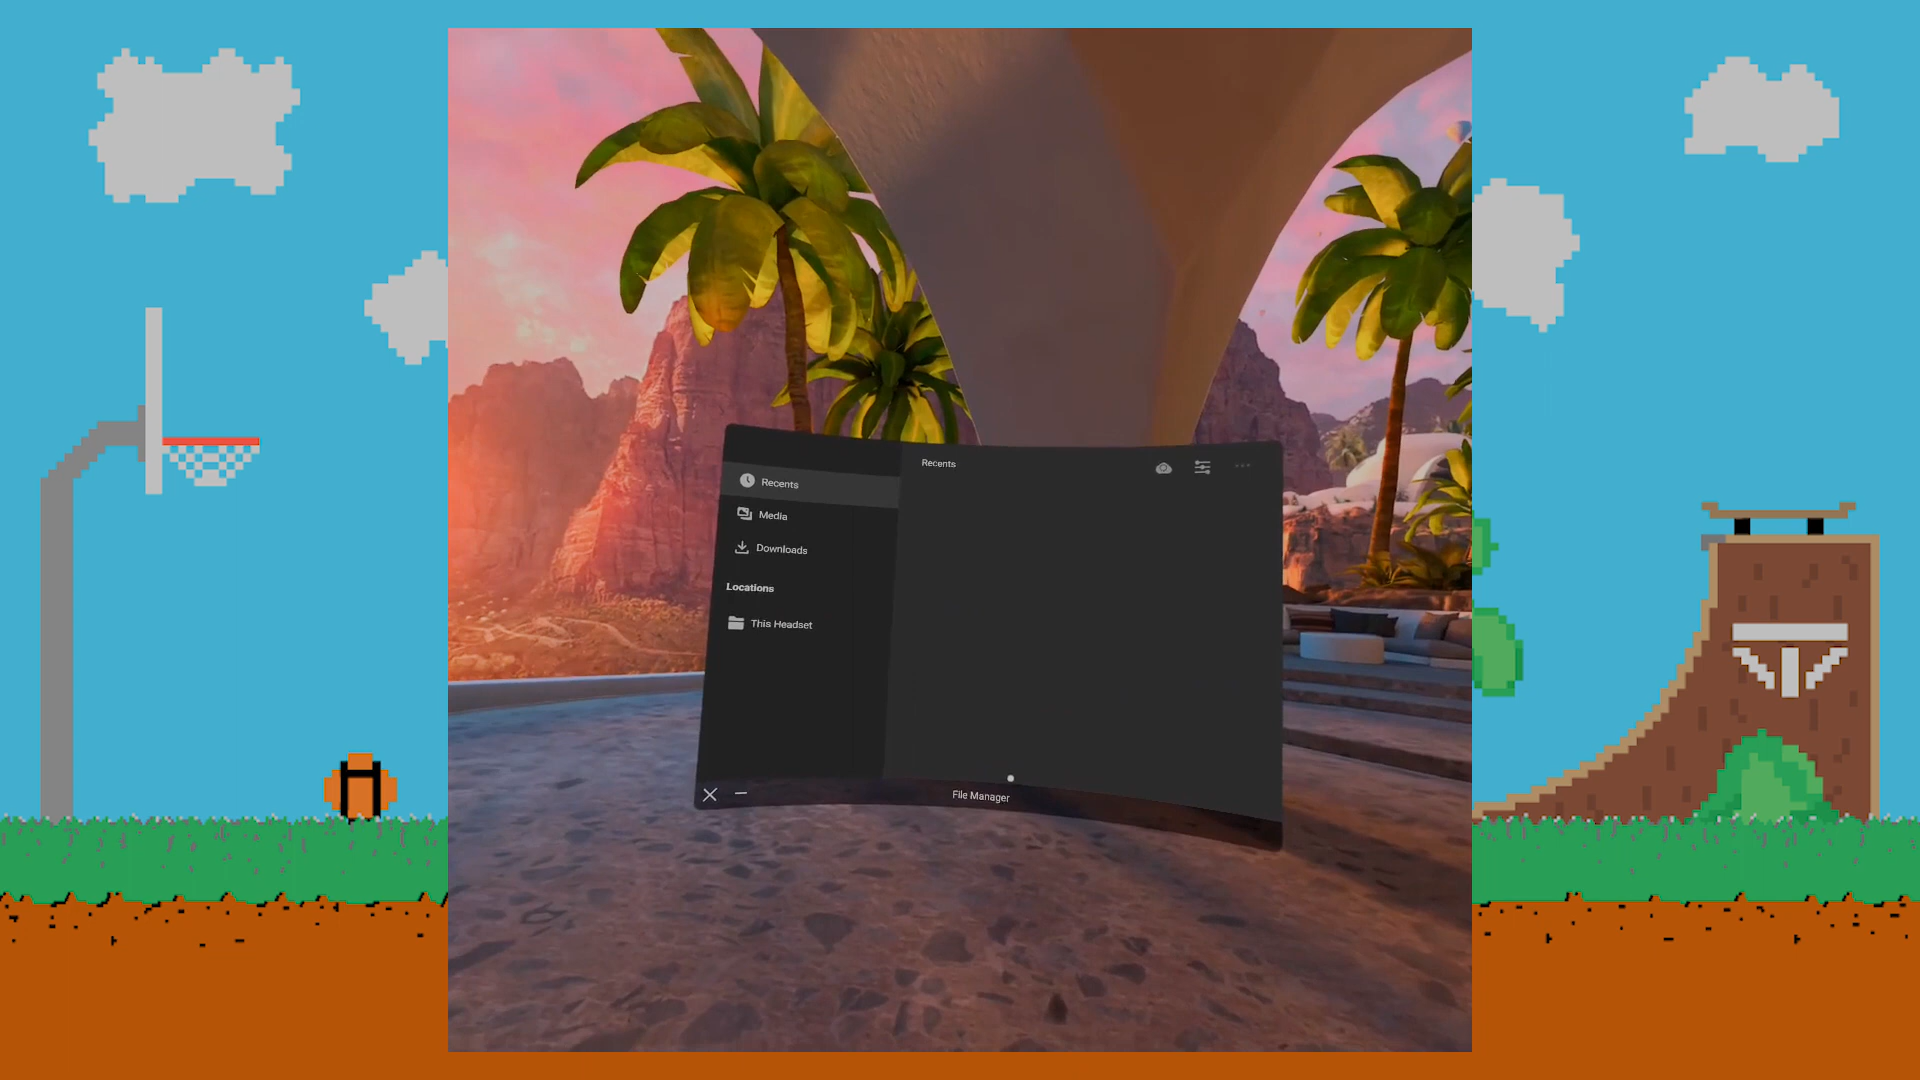 Recents
Media
Downloads
Locations
This Headset
Recents
File Manager